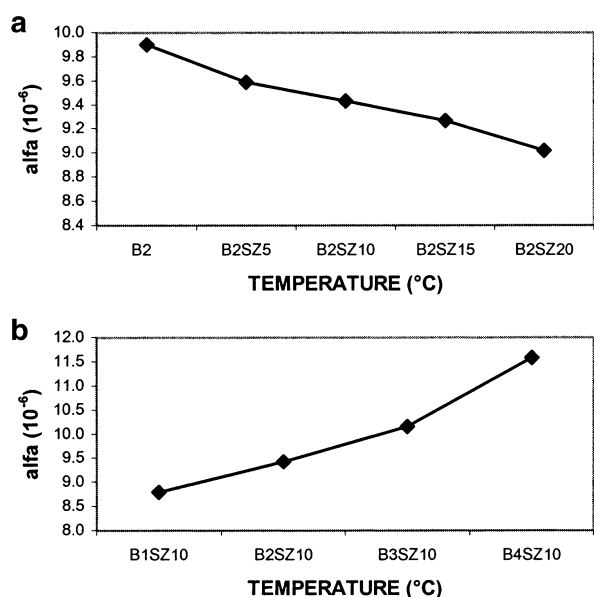 a
alfa (10-6)
10.0
9.8
9.6
9.4
9.2
9.0
8.8
8.6
8.4
B2 B2SZ5 B2SZ10 B2SZ15 B2SZ20
TEMPERATURE (°C)
b
alfa (10-6)
12.0
11.5
11.0
10.5
10.0
9.5
9.0
8.5
8.0
B1SZ10 B2SZ10 B3SZ10 B4SZ10
TEMPERATURE (°C)